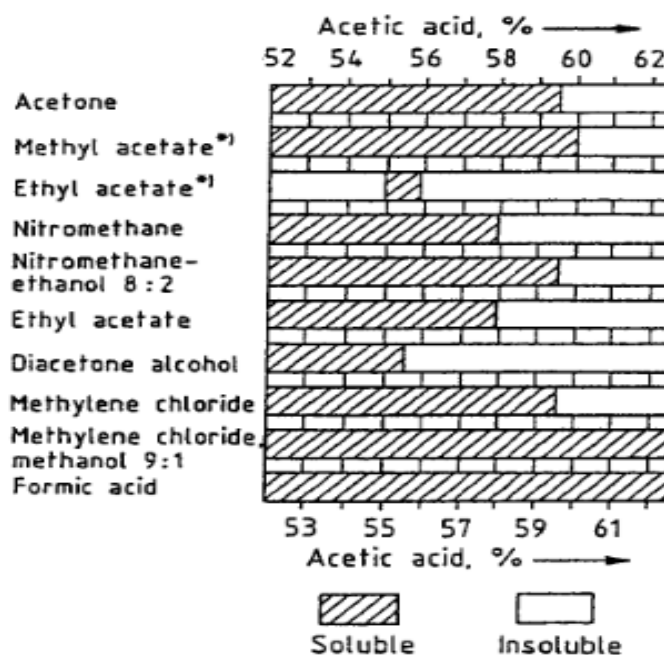 Acetic acid, %
52 54 56 58 60 62
Acetone
Methyl acetate*)
Ethyl acetate*)
Nitromethane
Nitromethane-
ethanol 8:2
Ethyl acetate
Diacetone alcohol
Methylene chloride
Methylene chloride,
methanol 9:1
Formic acid
53 55 57 59 61
Acetic acid, %
Soluble Insoluble